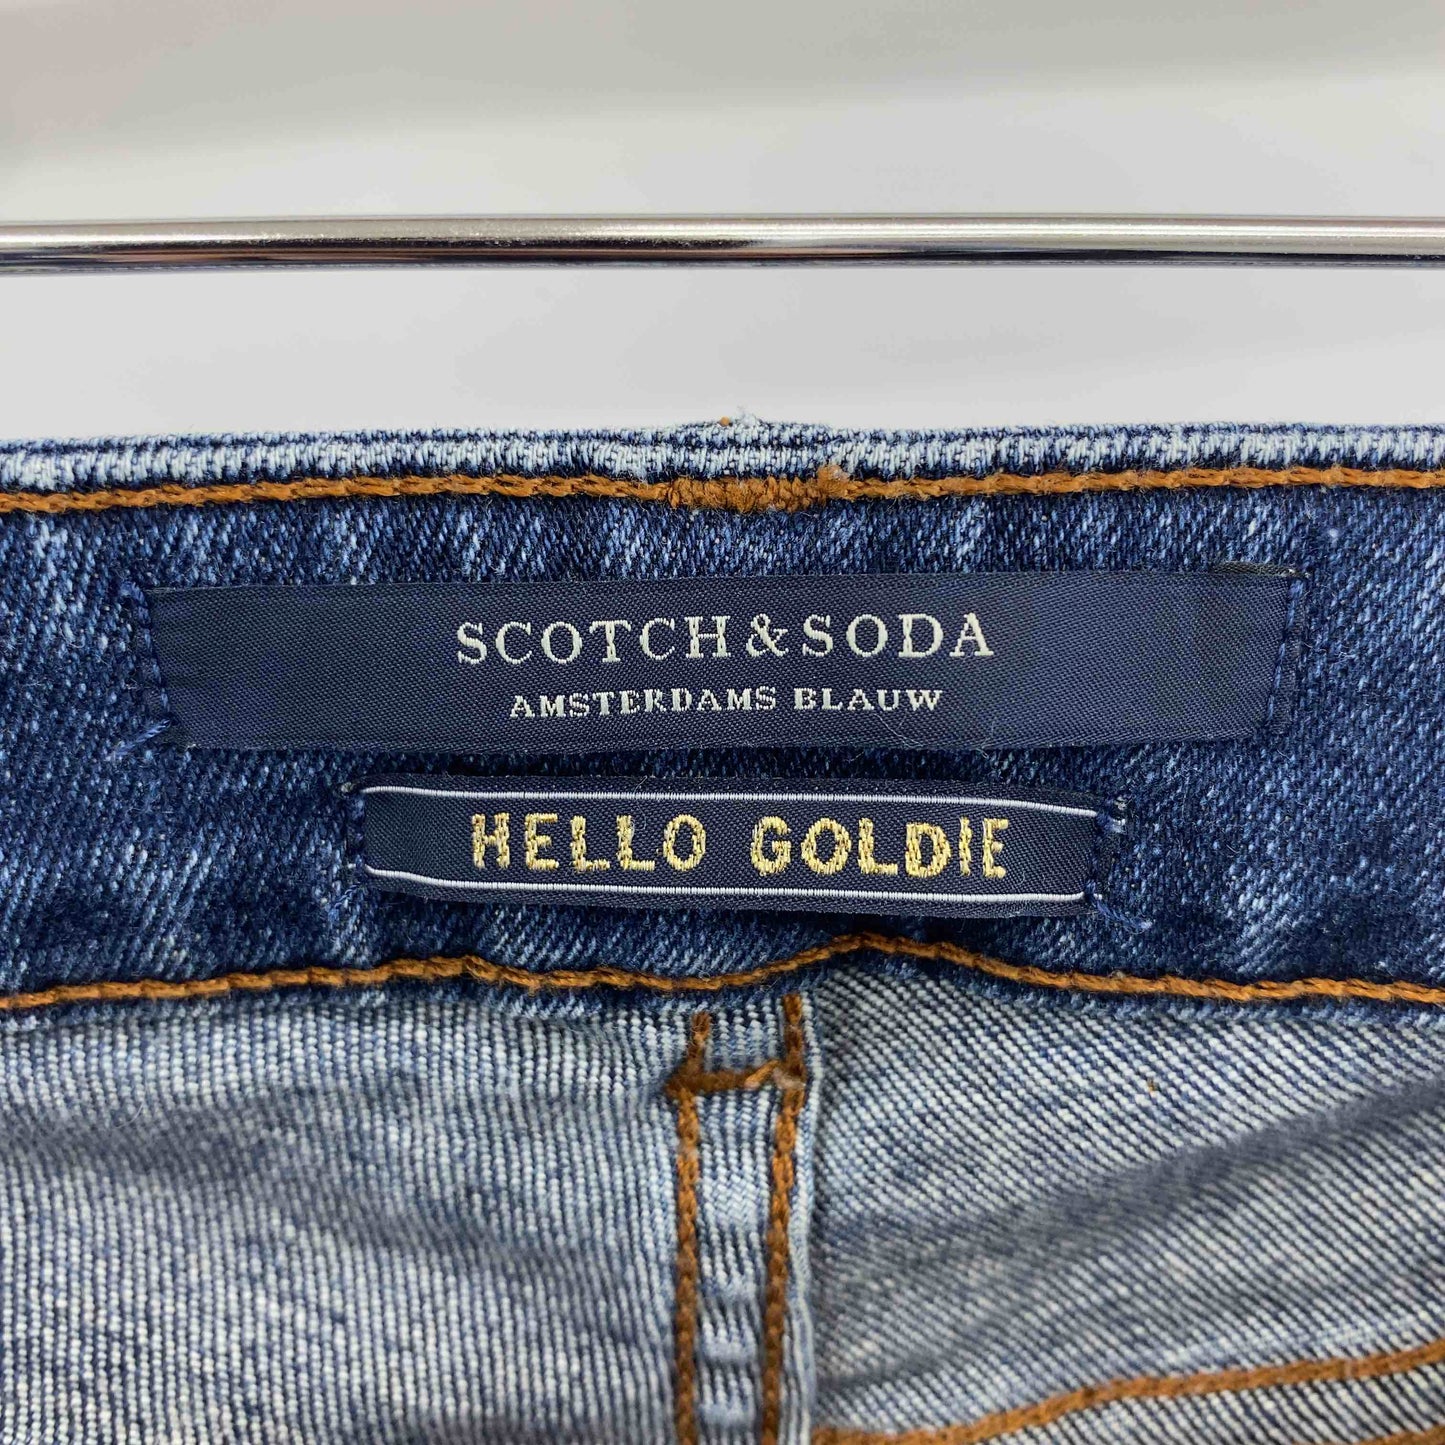 SCOTCH & SODA
AMSTERDAMS BLAUW
HELLO GOLDIE